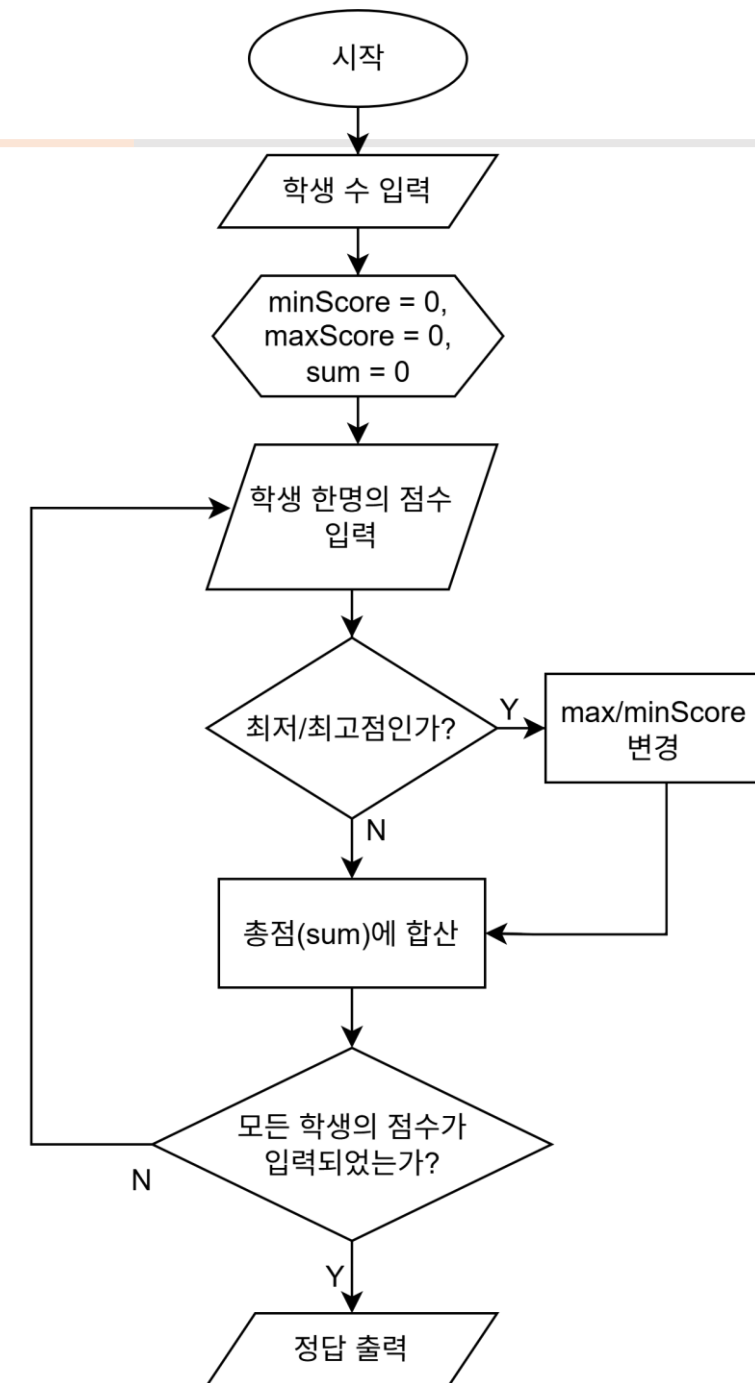 시작
학생 수 입력
minScore = 0,
maxScore = 0,
sum = 0
학생 한명의 점수
입력
최저/최고점인가?
Y
max/minScore
변경
N
총점(sum)에 합산
모든 학생의 점수가
입력되었는가?
N
Y
정답 출력